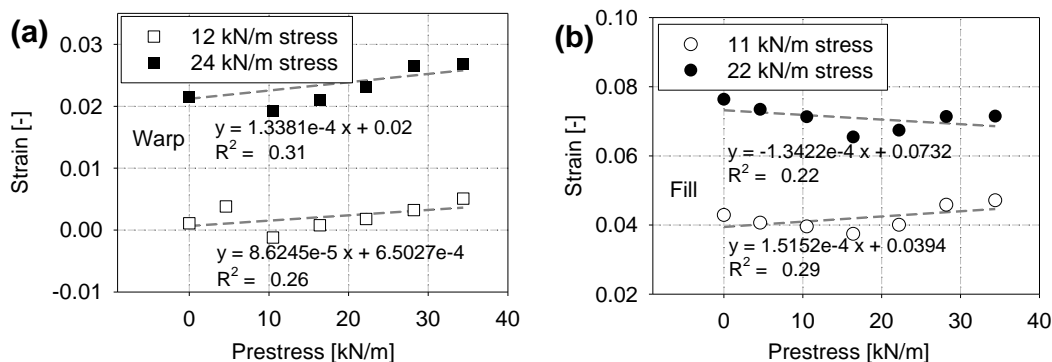 (a)
12 kN/m stress
24 kN/m stress
0.03
0.02
0.01
0.00
-0.01
Strain [-]
Warp
y = 1.3381e-4 x + 0.02
R² = 0.31
y = 8.6245e-5 x + 6.5027e-4
R² = 0.26
0 10 20 30 40
Prestress [kN/m]
(b)
11 kN/m stress
22 kN/m stress
0.10
0.08
0.06
0.04
0.02
Strain [-]
Fill
y = -1.3422e-4 x + 0.0732
R² = 0.22
y = 1.5152e-4 x + 0.0394
R² = 0.29
0 10 20 30 40
Prestress [kN/m]